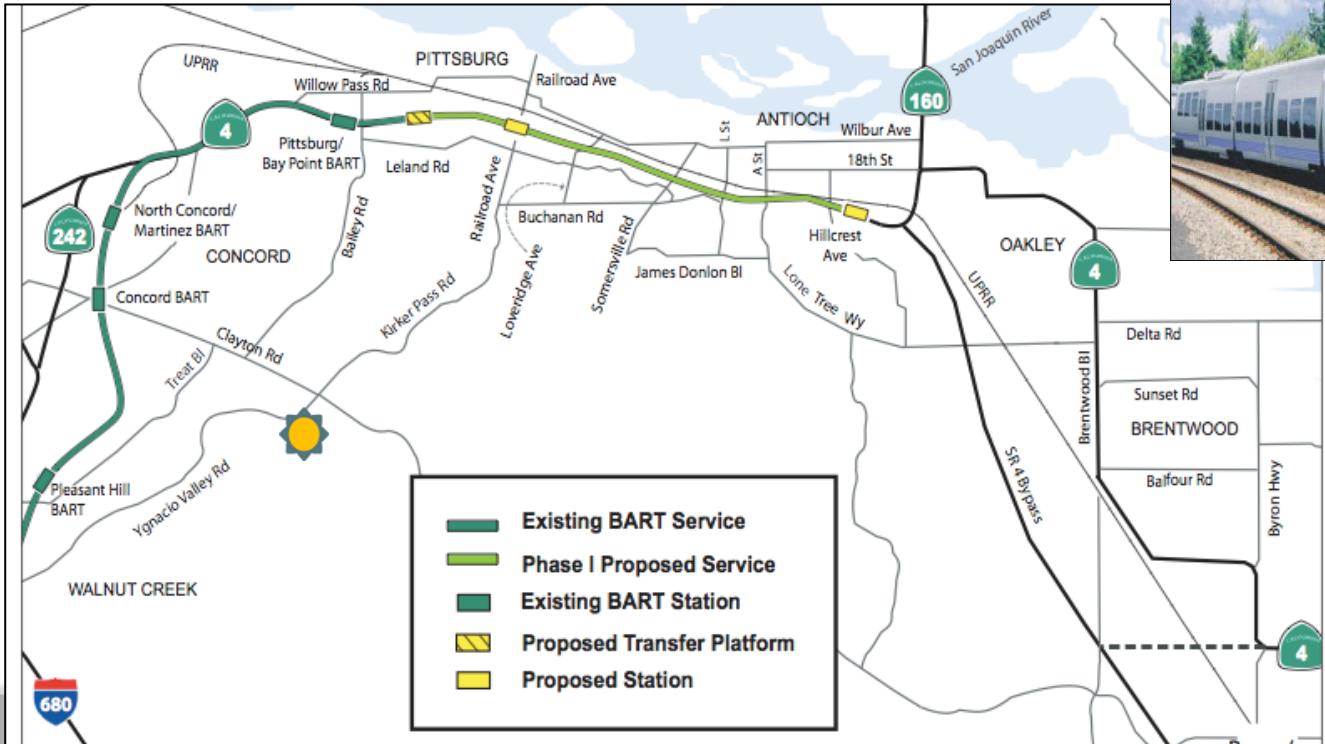 UPRR
PITTSBURG
Willow Pass Rd
Railroad Ave
San Joaquin River
CALIFORNIA
160
CALIFORNIA
4
ANTIOCH
Wilbur Ave
L St
A St
18th St
Pittsburg/
Bay Point BART
Leland Rd
Railroad Ave
Bailey Rd
Buchanan Rd
Loveridge Ave
Somersville Rd
James Donlon Bl
Hillcrest
Ave
Lone Tree Wy
OAKLEY
UPRR
CALIFORNIA
4
CALIFORNIA
242
North Concord/
Martinez BART
CONCORD
Concord BART
Clayton Rd
Kirker Pass Rd
Treat Bl
Delta Rd
Brentwood Bl
Sunset Rd
BRENTWOOD
Balfour Rd
Byron Hwy
SR 4 Bypass
Pleasant Hill
BART
Ygnacio Valley Rd
WALNUT CREEK
Existing BART Service
Phase I Proposed Service
Existing BART Station
Proposed Transfer Platform
Proposed Station
CALIFORNIA
4
680